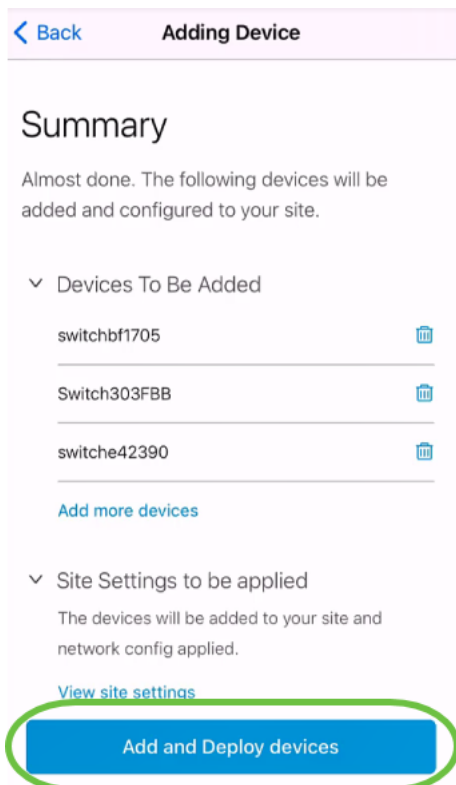 Back
Adding Device
Summary
Almost done. The following devices will be
added and configured to your site.
Devices To Be Added
switchbf1705
Switch303FBB
switche42390
Add more devices
Site Settings to be applied
The devices will be added to your site and
network config applied.
View site settings
Add and Deploy devices